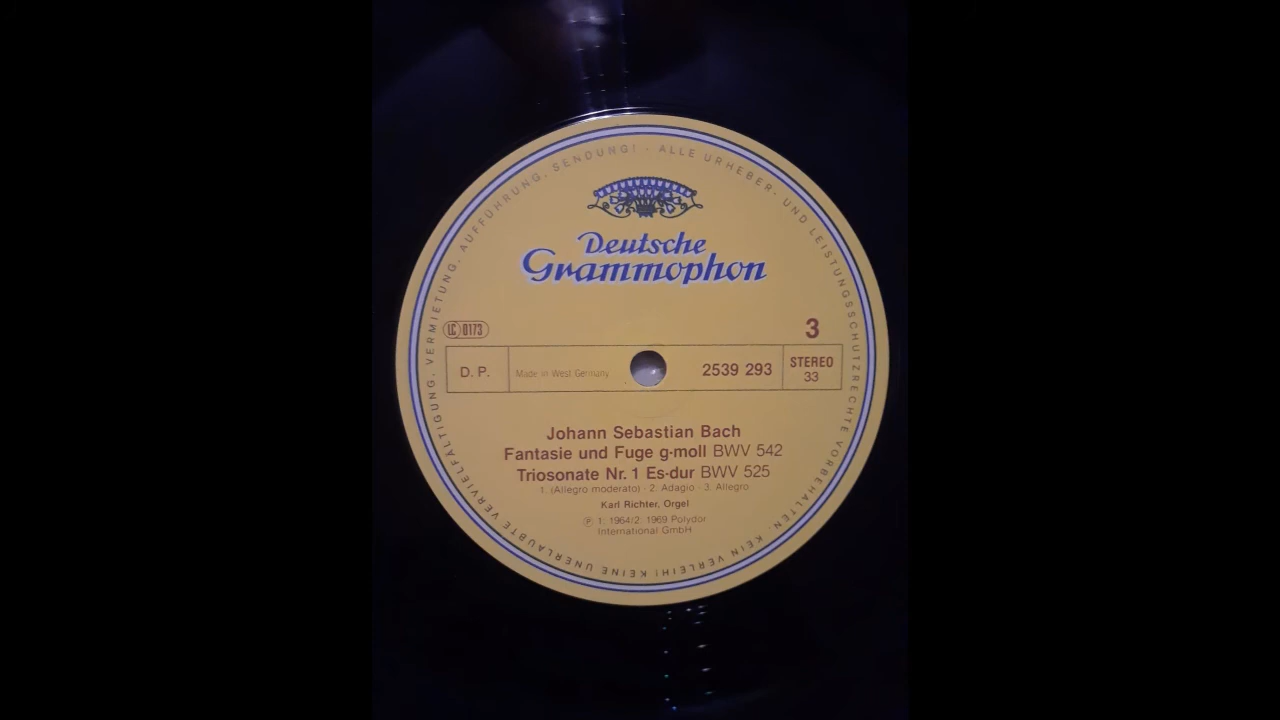 KEINE UNERLAUBTE VERVIELFÄLTIGUNG, VERMIETUNG, AUFFÜHRUNG, SENDUNG! · ALLE URHEBER- UND LEISTUNGSSCHUTZRECHTE VORBEHALTEN. KEIN VERLEIH!
Deutsche
Grammophon
LC 0173
3
D. P.
Made in West Germany
2539 293
STEREO
33
Johann Sebastian Bach
Fantasie und Fuge g-moll BWV 542
Triosonate Nr. 1 Es-dur BWV 525
1. (Allegro moderato) · 2. Adagio · 3. Allegro
Karl Richter, Orgel
℗ 1: 1964/2: 1969 Polydor
International GmbH